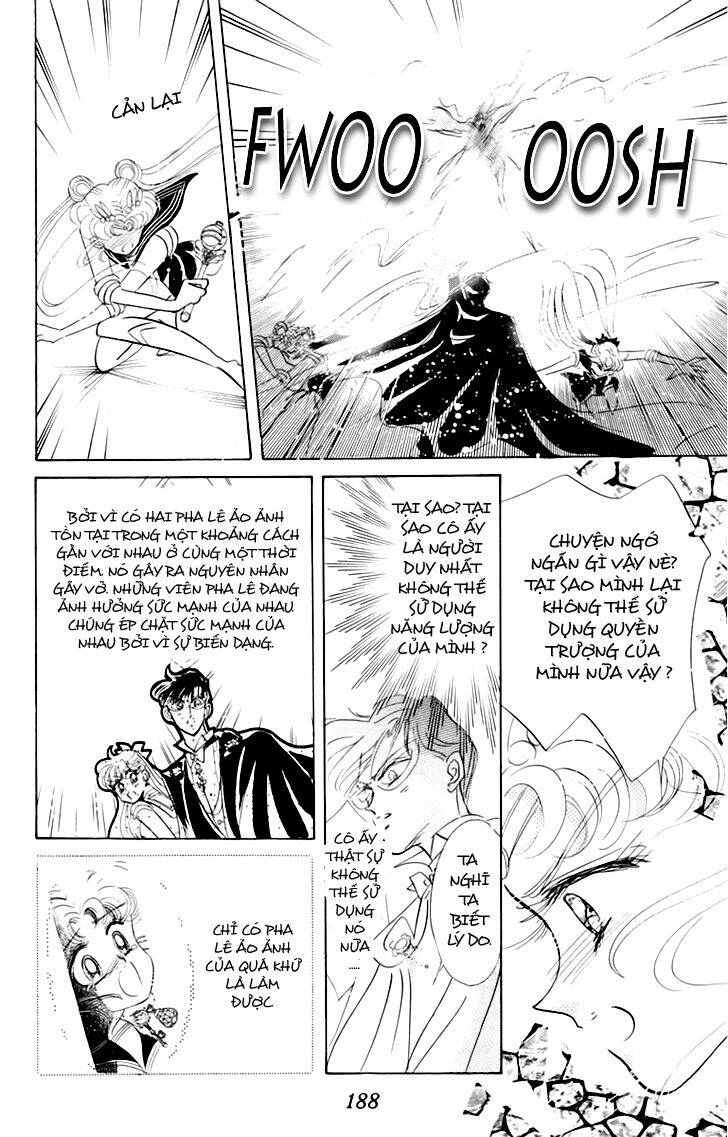 CẢN LẠI
FWOO
OOSH
BỞI VÌ CÓ HAI PHA LÊ ẢO ẢNH
TỒN TẠI TRONG MỘT KHOẢNG CÁCH
GẦN VỚI NHAU Ở CÙNG MỘT THỜI
ĐIỂM. NÓ GÂY RA NGUYÊN NHÂN
GÃY VỠ. NHỮNG VIÊN PHA LÊ ĐANG
ẢNH HƯỞNG SỨC MẠNH CỦA NHAU.
CHÚNG ÉP CHẶT SỨC MẠNH CỦA
NHAU BỞI VÌ SỰ BIẾN DẠNG.
TẠI SAO? TẠI
SAO CÔ ẤY
LÀ NGƯỜI
DUY NHẤT
KHÔNG THỂ
SỬ DỤNG
NĂNG LƯỢNG
CỦA MÌNH ?
CHUYỆN NGỚ
NGẨN GÌ VẬY NÈ?
TẠI SAO MÌNH LẠI
KHÔNG THỂ SỬ
DỤNG QUYỀN
TRƯỢNG CỦA
MÌNH NỮA VẬY ?
CÔ ẤY
THẬT SỰ
KHÔNG
THỂ SỬ
DỤNG
NÓ
NỮA
.....
TA
NGHĨ
TA
BIẾT
LÝ DO.
CHỈ CÓ PHA
LÊ ẢO ẢNH
CỦA QUÁ KHỨ
LÀ LÀM
ĐƯỢC
188